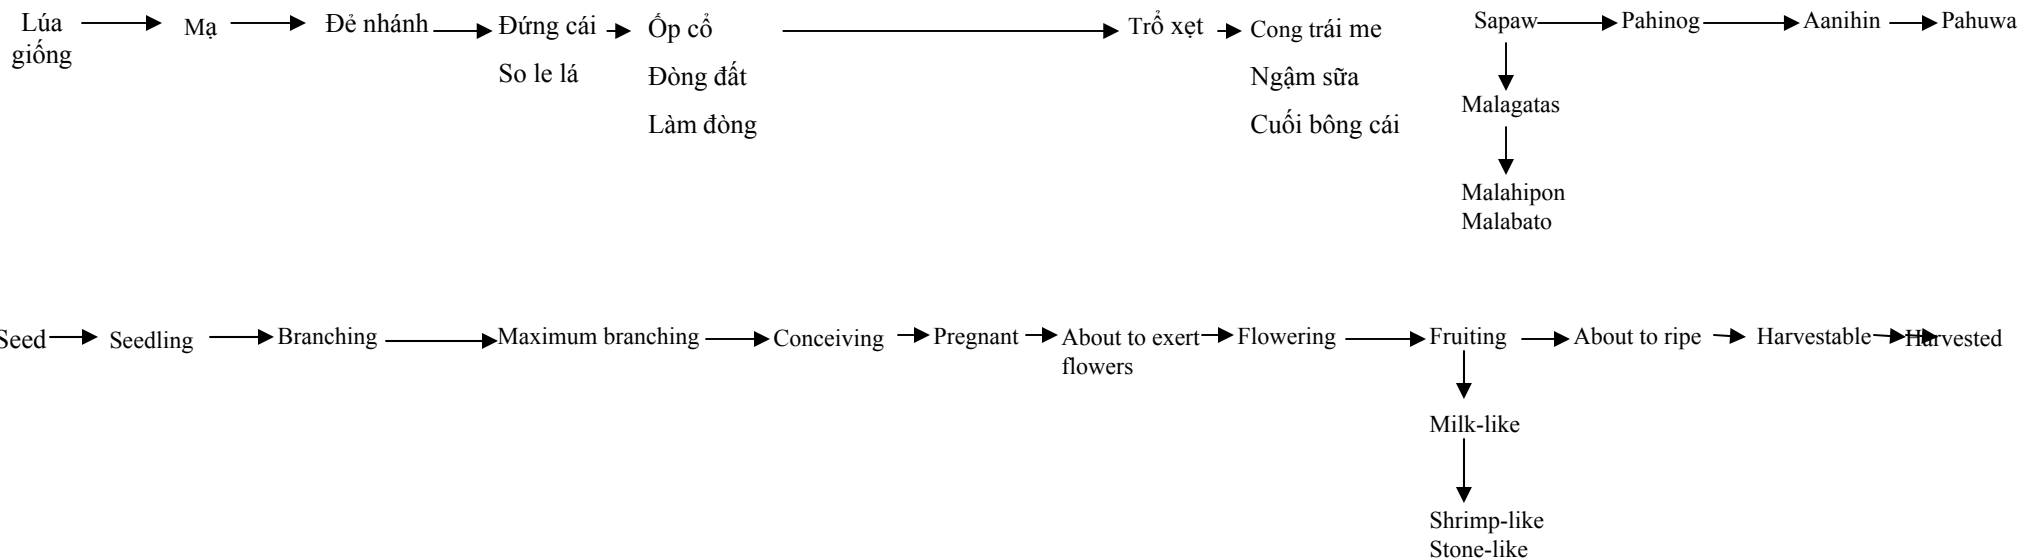 Lúa
giống
Mạ
Đẻ nhánh
Đứng cái
So le lá
Ốp cổ
Đòng đất
Làm đòng
Trổ xẹt
Cong trái me
Ngậm sữa
Cuối bông cái
Sapaw
Pahinog
Aanihin
Pahuwa
Malagatas
Malahipon
Malabato
Seed
Seedling
Branching
Maximum branching
Conceiving
Pregnant
About to exert
flowers
Flowering
Fruiting
About to ripe
Harvestable
Harvested
Milk-like
Shrimp-like
Stone-like